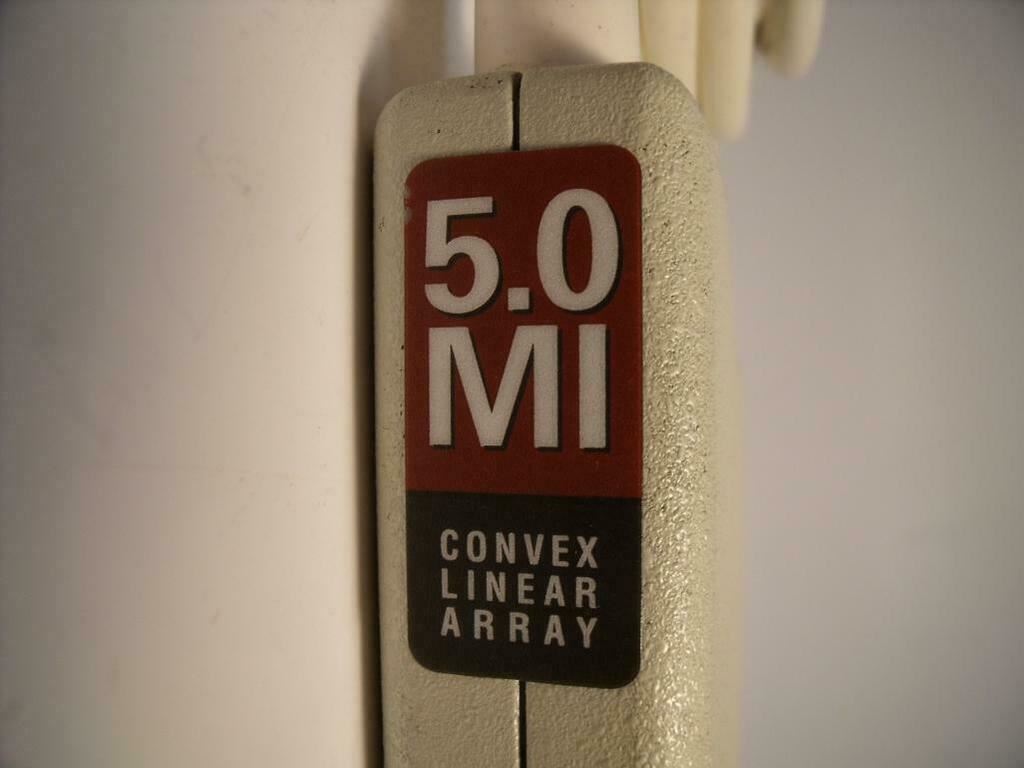 5.0
MI
CONVEX
LINEAR
ARRAY